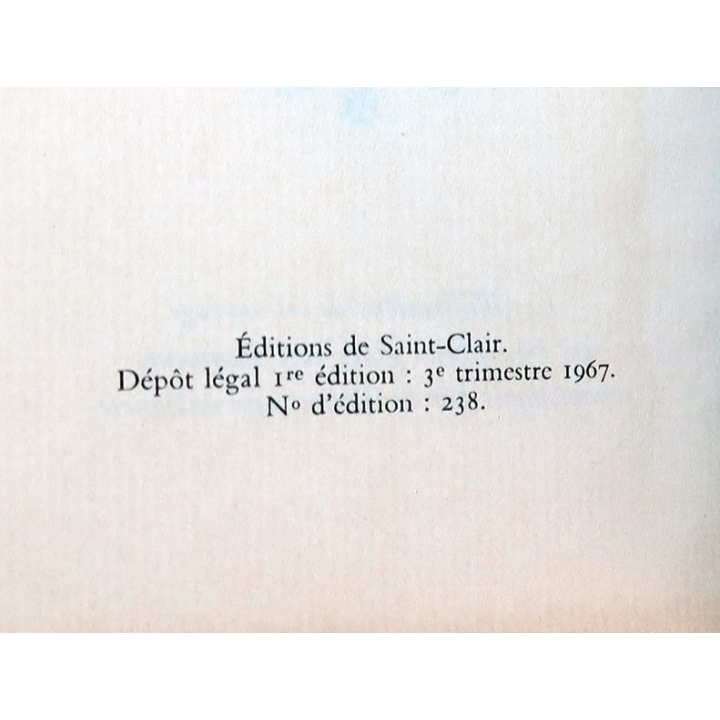 Éditions de Saint-Clair.
Dépôt légal 1re édition : 3e trimestre 1967.
No d'édition : 238.